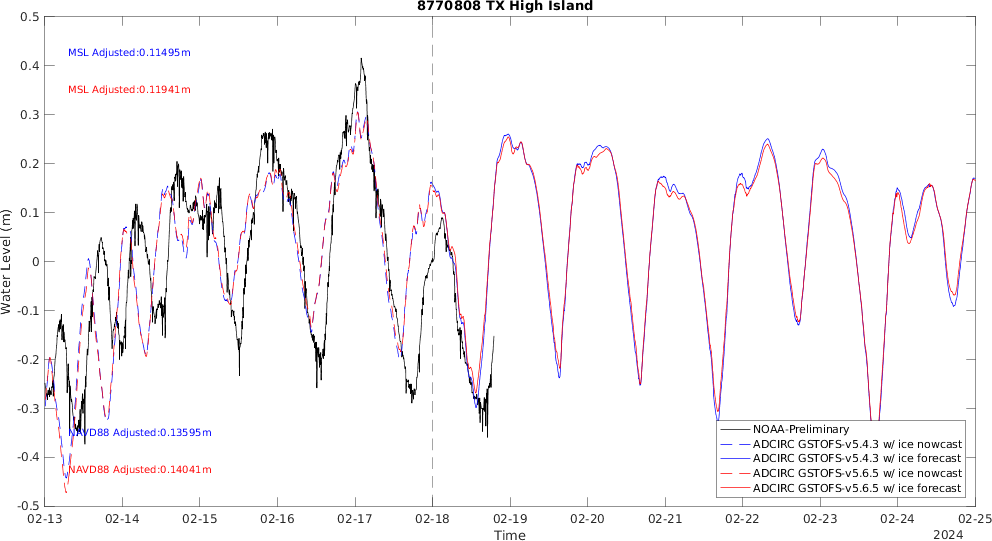 8770808 TX High Island
0.5
0.4
0.3
0.2
0.1
0
-0.1
-0.2
-0.3
-0.4
-0.5
Water Level (m)
MSL Adjusted:0.11495m
MSL Adjusted:0.11941m
NAVD88 Adjusted:0.13595m
NAVD88 Adjusted:0.14041m
NOAA-Preliminary
ADCIRC GSTOFS-v5.4.3 w/ ice nowcast
ADCIRC GSTOFS-v5.4.3 w/ ice forecast
ADCIRC GSTOFS-v5.6.5 w/ ice nowcast
ADCIRC GSTOFS-v5.6.5 w/ ice forecast
02-13 02-14 02-15 02-16 02-17 02-18 02-19 02-20 02-21 02-22 02-23 02-24 02-25
Time
2024